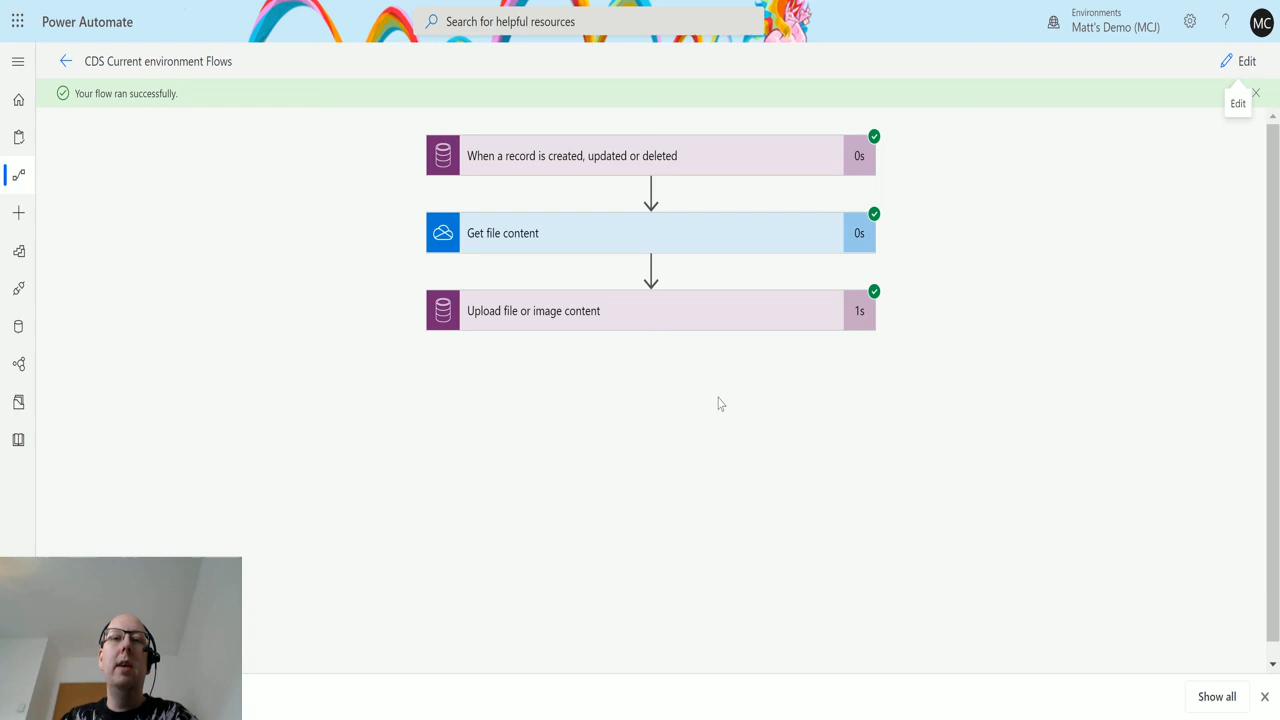 Power Automate
Search for helpful resources
Environments
Matt's Demo (MCJ)
MC
CDS Current environment Flows
Edit
Your flow ran successfully.
Edit
When a record is created, updated or deleted
0s
Get file content
0s
Upload file or image content
1s
Show all